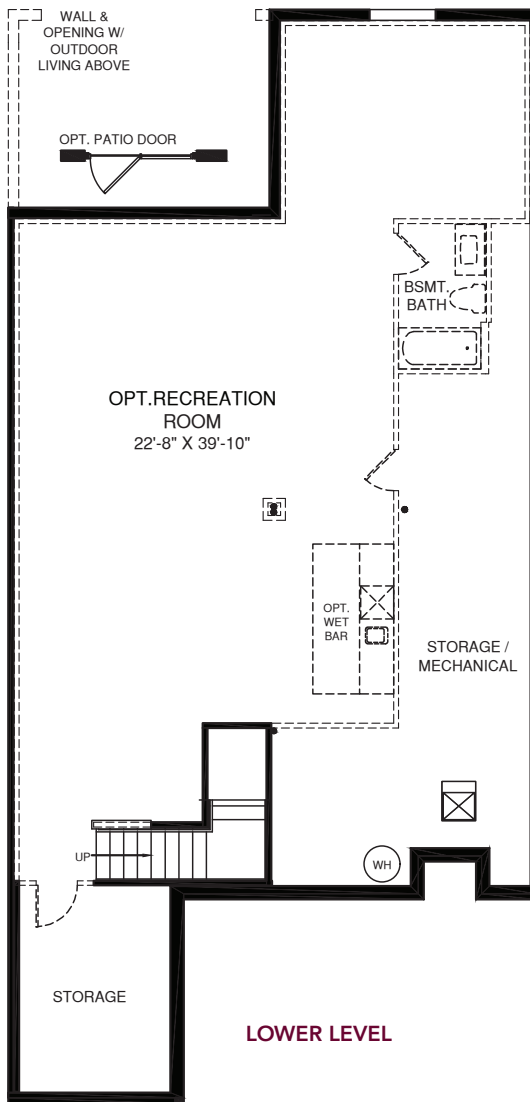 WALL &
OPENING W/
OUTDOOR
LIVING ABOVE
OPT. PATIO DOOR
BSMT.
BATH
OPT.RECREATION
ROOM
22'-8" X 39'-10"
OPT.
WET
BAR
STORAGE /
MECHANICAL
UP
WH
STORAGE
LOWER LEVEL